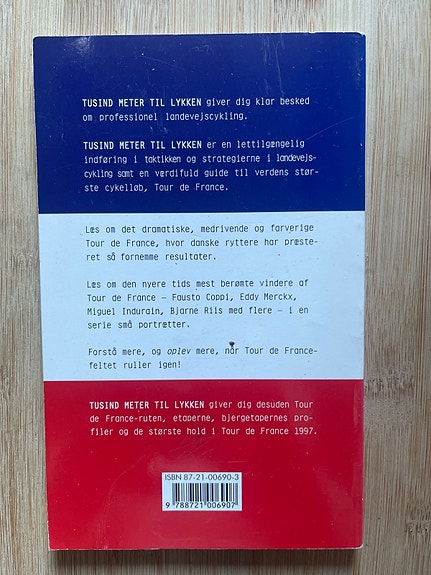 TUSIND METER TIL LYKKEN giver dig klar besked
om professionel landevejscykling.
TUSIND METER TIL LYKKEN er en lettilgængelig
indføring i taktikken og strategierne i landevejs-
cykling samt en værdifuld guide til verdens stør-
ste cykelløb, Tour de France.
Læs om det dramatiske, medrivende og farverige
Tour de France, hvor danske ryttere har præste-
ret så fornemme resultater.
Læs om den nyere tids mest berømte vindere af
Tour de France – Fausto Coppi, Eddy Merckx,
Miguel Indurain, Bjarne Riis med flere – i en
serie små portrætter.
Forstå mere, og oplev mere, når Tour de France-
feltet ruller igen!
TUSIND METER TIL LYKKEN giver dig desuden Tour
de France-ruten, etaperne, bjergetapernes pro-
filer og de største hold i Tour de France 1997.
ISBN 87-21-00690-3
9 788721 006907